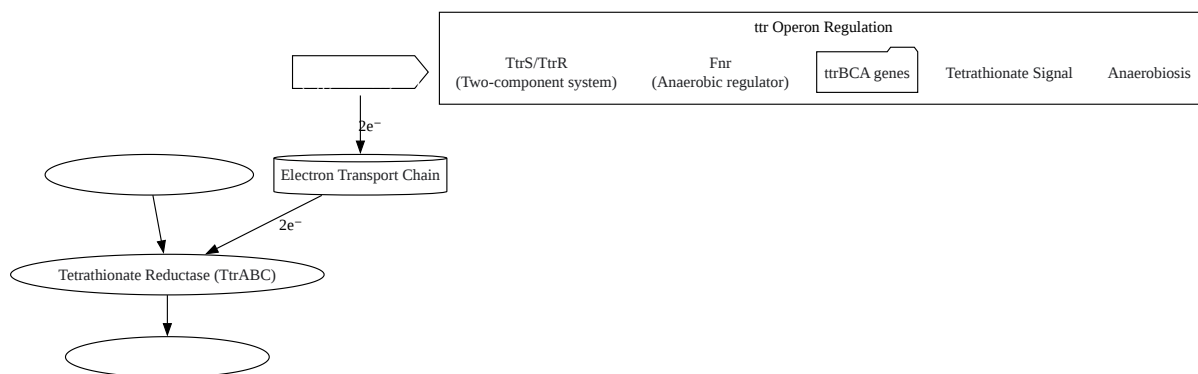 ttr Operon Regulation
TtrS/TtrR
(Two-component system)
Fnr
(Anaerobic regulator)
ttrBCA genes
Tetrathionate Signal
Anaerobiosis
2e⁻
Electron Transport Chain
2e⁻
Tetrathionate Reductase (TtrABC)